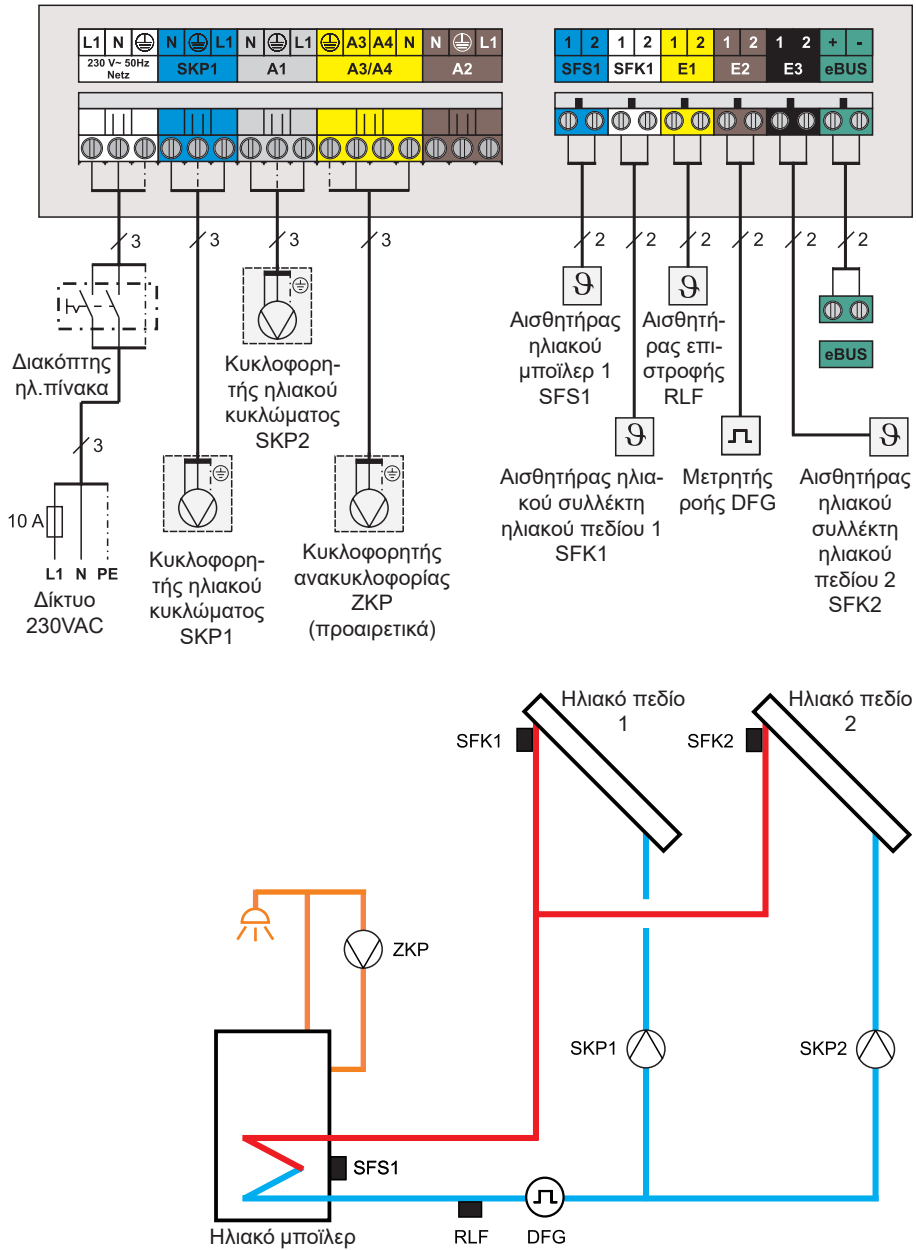 L1 N N L1 N L1 A3 A4 N N L1
230 V~ 50Hz
Netz
SKP1 A1 A3/A4 A2
1 2 1 2 1 2 1 2 1 2 + -
SFS1 SFK1 E1 E2 E3 eBUS
3 3 3 3 2 2 2 2 2 2
Διακόπτης
ηλ.πίνακα
3
10 A
L1 N PE
Δίκτυο
230VAC
Κυκλοφορη-
τής ηλιακού
κυκλώματος
SKP1
Κυκλοφορη-
τής ηλιακού
κυκλώματος
SKP2
Κυκλοφορητής
ανακυκλοφορίας
ZKP
(προαιρετικά)
ϑ
Αισθητήρας
ηλιακού
μποϊλερ 1
SFS1
ϑ
Αισθητή-
ρας επι-
στροφής
RLF
eBUS
ϑ
Αισθητήρας ηλια-
κού συλλέκτη
ηλιακού πεδίου 1
SFK1
Μετρητής
ροής DFG
ϑ
Αισθητήρας
ηλιακού
συλλέκτη
ηλιακού
πεδίου 2
SFK2
Ηλιακό πεδίο
1
Ηλιακό πεδίο
2
SFK1
SFK2
ZKP
SKP1
SKP2
SFS1
Ηλιακό μποϊλερ
RLF
DFG